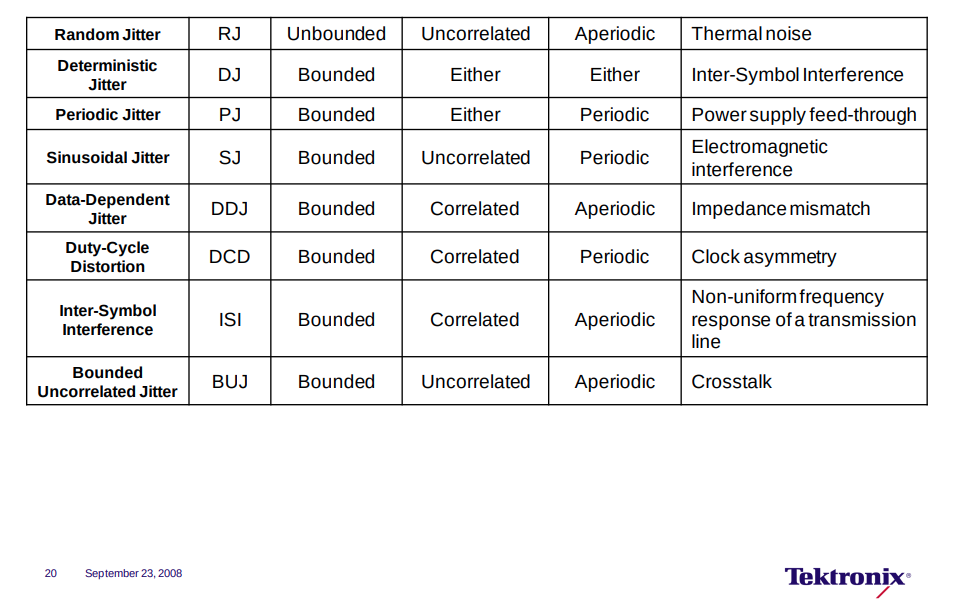 Random Jitter RJ Unbounded Uncorrelated Aperiodic Thermal noise
Deterministic
Jitter DJ Bounded Either Either Inter-Symbol Interference
Periodic Jitter PJ Bounded Either Periodic Power supply feed-through
Sinusoidal Jitter SJ Bounded Uncorrelated Periodic Electromagnetic
interference
Data-Dependent
Jitter DDJ Bounded Correlated Aperiodic Impedance mismatch
Duty-Cycle
Distortion DCD Bounded Correlated Periodic Clock asymmetry
Inter-Symbol
Interference ISI Bounded Correlated Aperiodic Non-uniform frequency
response of a transmission
line
Bounded
Uncorrelated Jitter BUJ Bounded Uncorrelated Aperiodic Crosstalk
20 September 23, 2008
Tektronix®